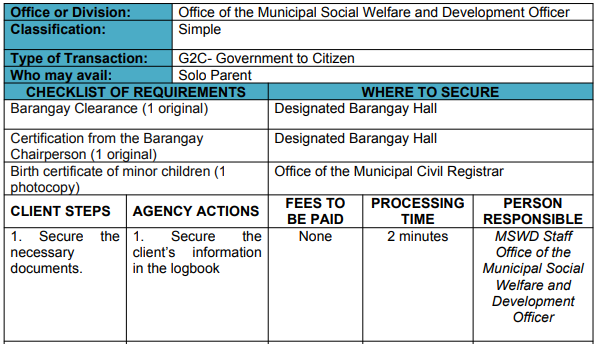 Office or Division: Office of the Municipal Social Welfare and Development Officer
Classification: Simple
Type of Transaction: G2C- Government to Citizen
Who may avail: Solo Parent
CHECKLIST OF REQUIREMENTS WHERE TO SECURE
Barangay Clearance (1 original) Designated Barangay Hall
Certification from the Barangay Designated Barangay Hall
Chairperson (1 original)
Birth certificate of minor children (1 Office of the Municipal Civil Registrar
photocopy)
CLIENT STEPS AGENCY ACTIONS FEES TO PROCESSING PERSON
BE PAID TIME RESPONSIBLE
1. Secure the 1. Secure the None 2 minutes MSWD Staff
necessary client's information Office of the
documents. in the logbook Municipal Social
Welfare and
Development
Officer